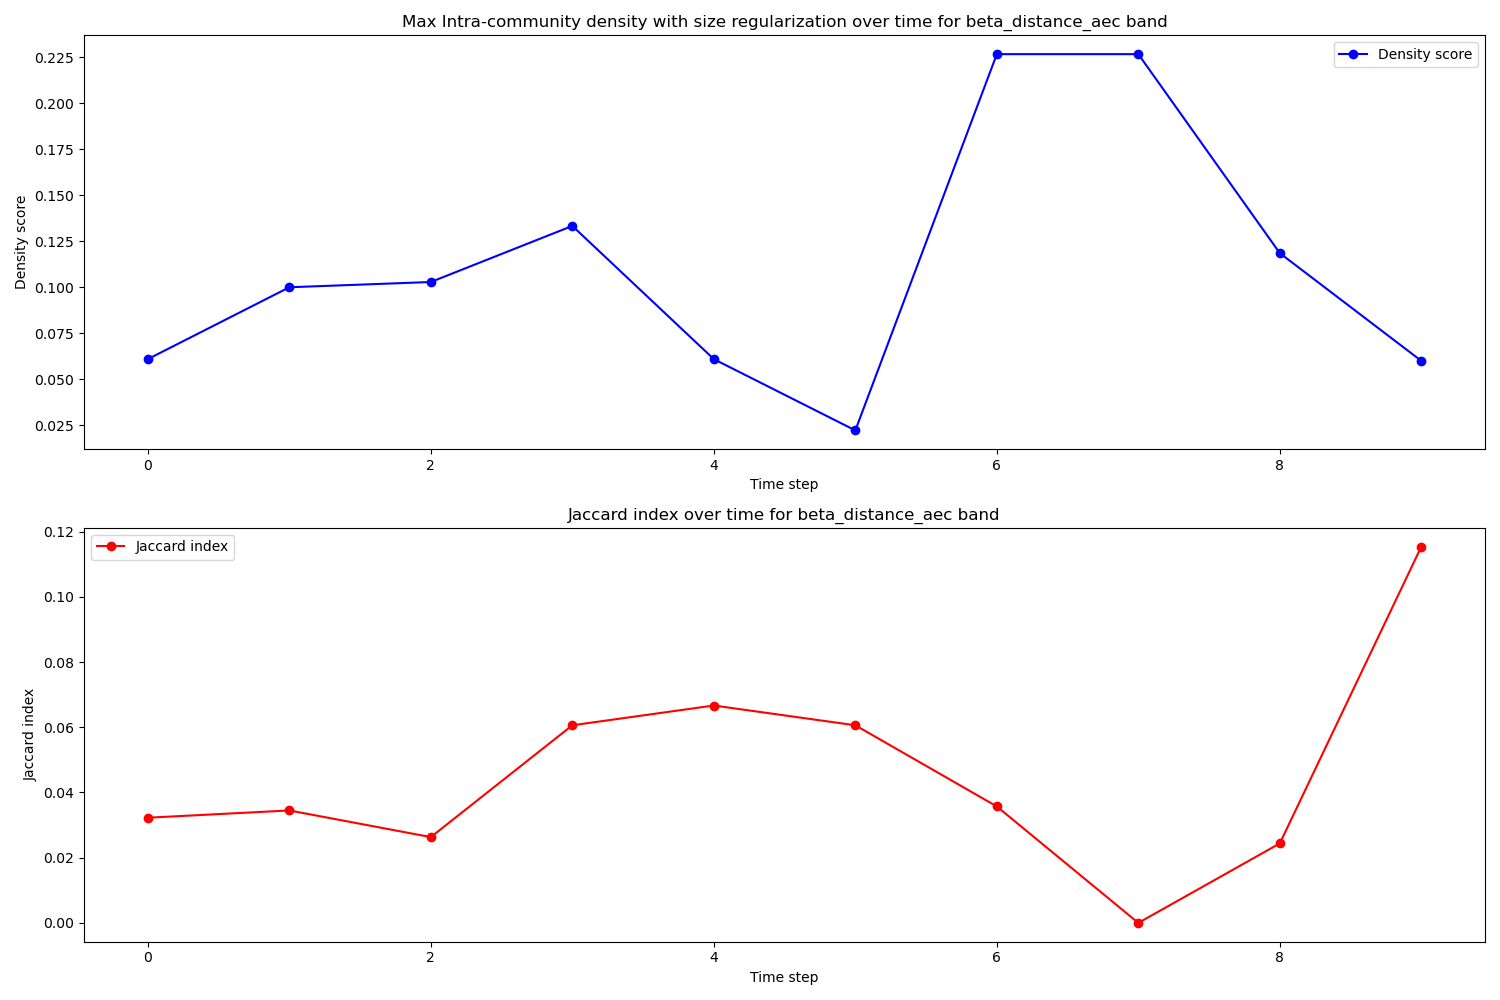 Max Intra-community density with size regularization over time for beta_distance_aec band
Density score
0.225
0.200
0.175
0.150
0.125
0.100
0.075
0.050
0.025
Density score
0 2 4 6 8
Time step
Jaccard index over time for beta_distance_aec band
Jaccard index
0.12
0.10
0.08
0.06
0.04
0.02
0.00
Jaccard index
0 2 4 6 8
Time step